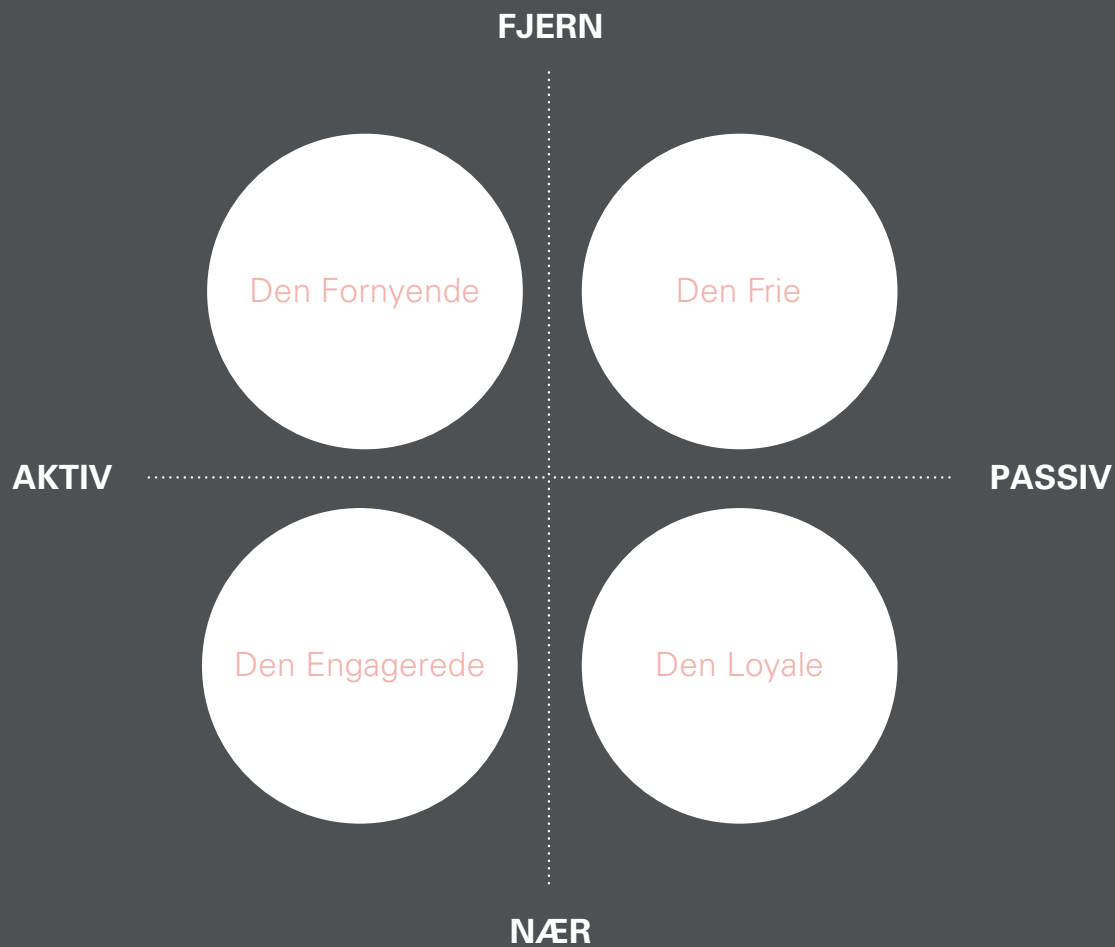 FJERN
Den Fornyende
Den Frie
AKTIV
PASSIV
Den Engagerede
Den Loyale
NÆR